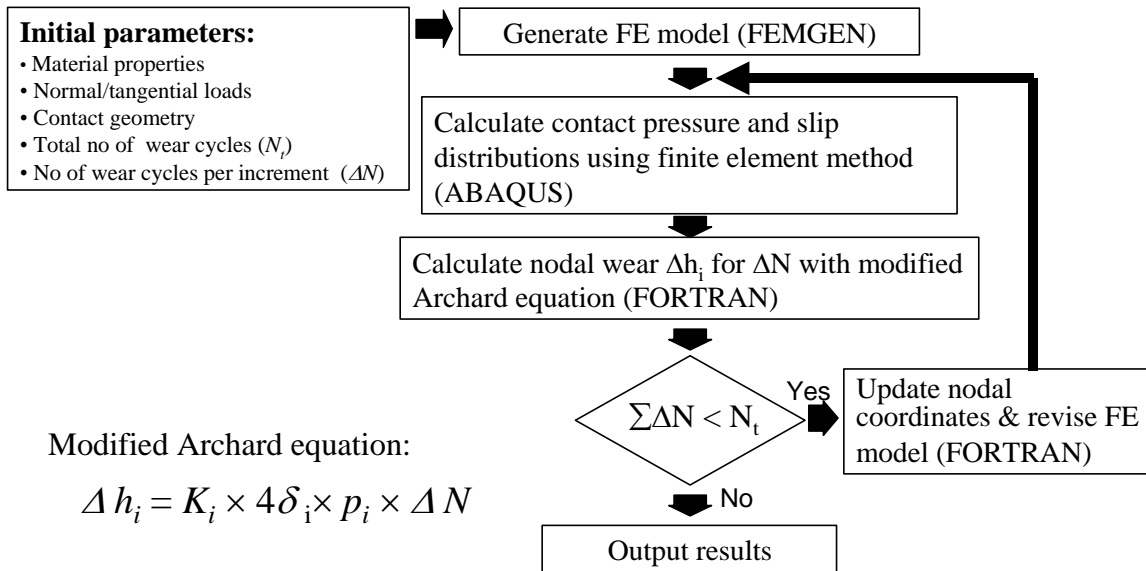 Initial parameters:
• Material properties
• Normal/tangential loads
• Contact geometry
• Total no of wear cycles (Nt)
• No of wear cycles per increment (ΔN)
Generate FE model (FEMGEN)
Calculate contact pressure and slip
distributions using finite element method
(ABAQUS)
Calculate nodal wear Δhi for ΔN with modified
Archard equation (FORTRAN)
∑ΔN < Nt
Yes
Update nodal
coordinates & revise FE
model (FORTRAN)
No
Output results
Modified Archard equation:
Δhi = Ki × 4δi × pi × ΔN